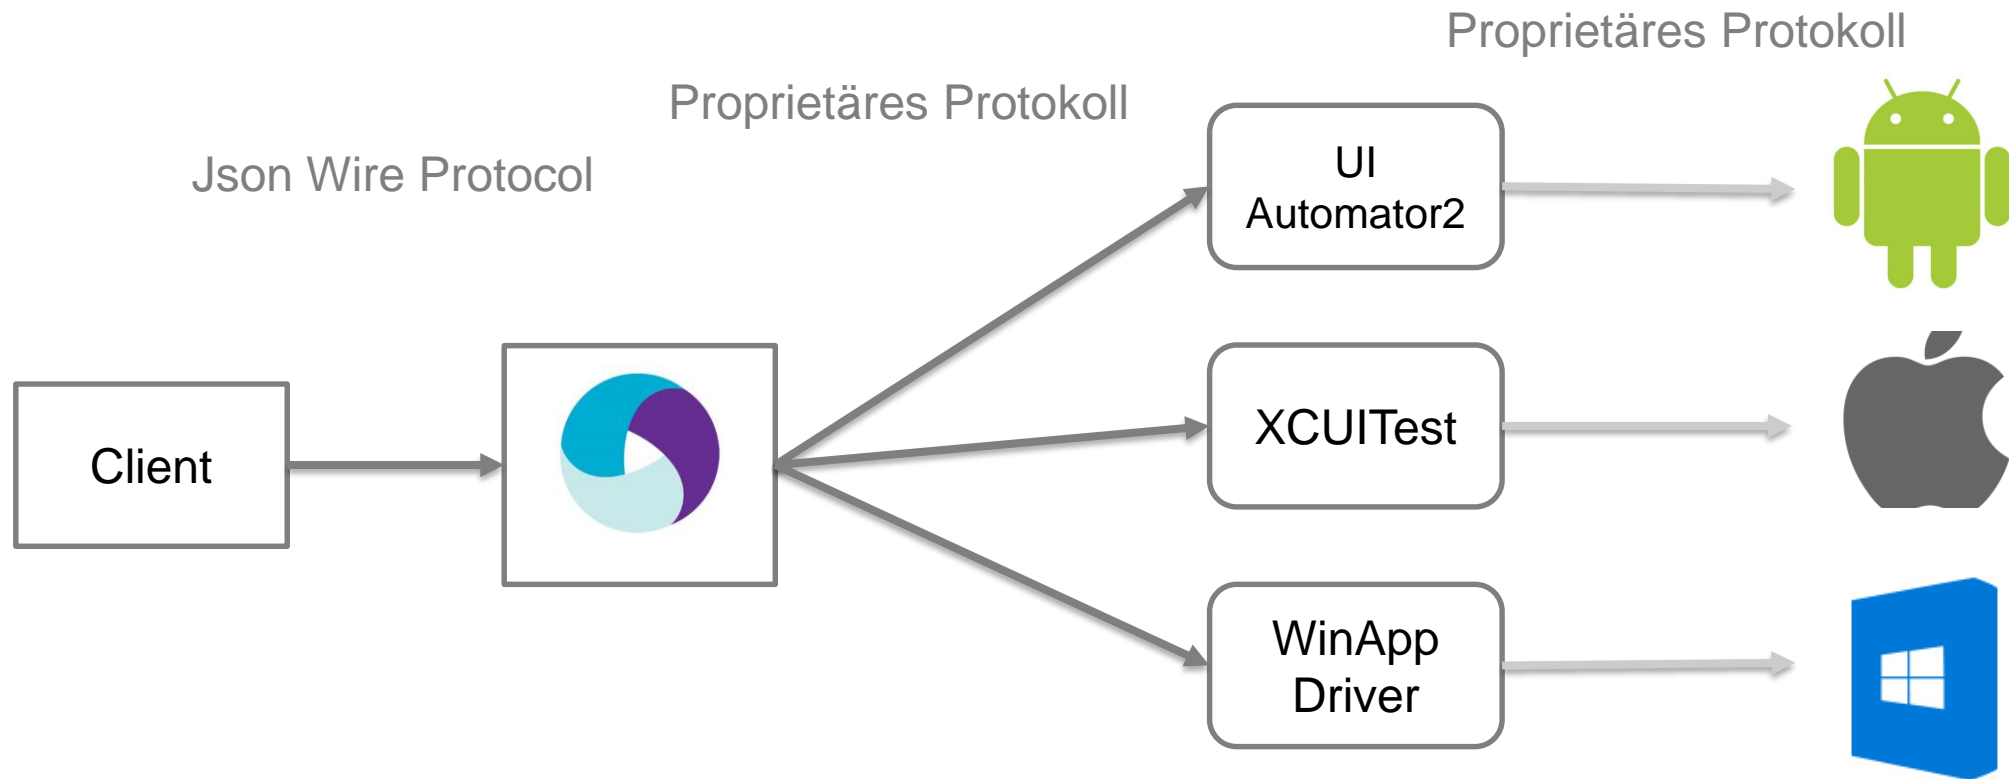 Proprietäres Protokoll
Proprietäres Protokoll
Json Wire Protocol
UI
Automator2
Client
XCUITest
WinApp
Driver